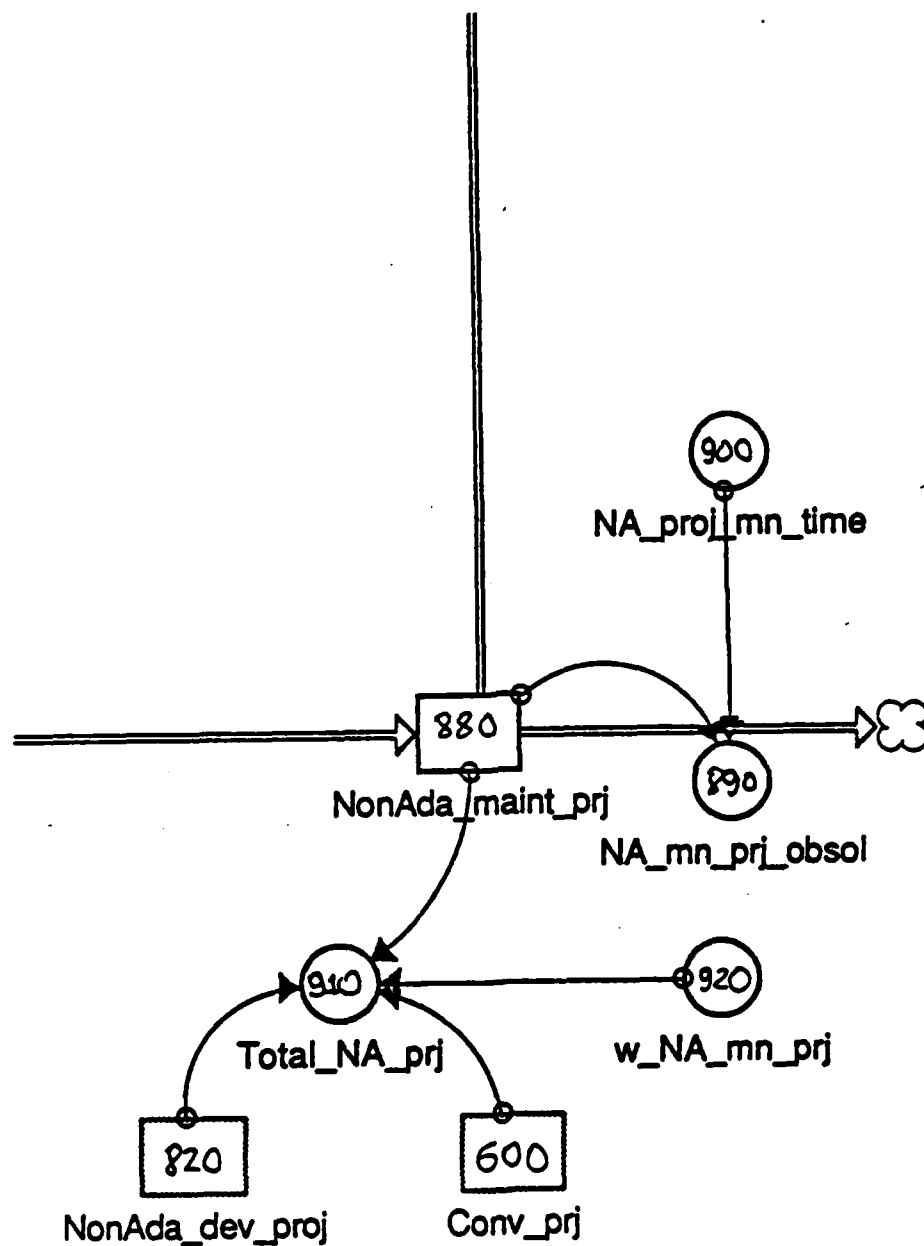 900
NA_proj_mn_time
880
NonAda_maint_prj
890
NA_mn_prj_obsol
910
Total_NA_prj
920
w_NA_mn_prj
820
NonAda_dev_proj
600
Conv_prj